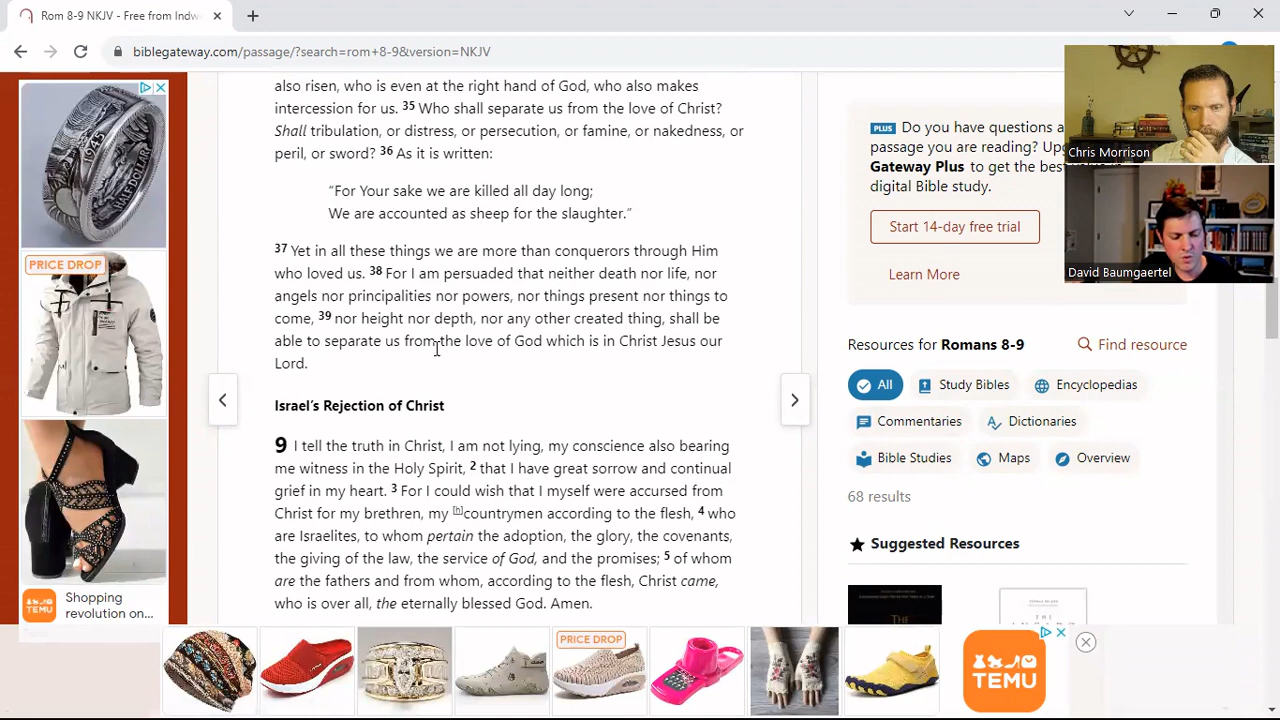 Rom 8-9 NKJV - Free from Indw
biblegateway.com/passage/?search=rom+8-9&version=NKJV
also risen, who is even at the right hand of God, who also makes
intercession for us. 35 Who shall separate us from the love of Christ?
Shall tribulation, or distress, or persecution, or famine, or nakedness, or
peril, or sword? 36 As it is written:
“For Your sake we are killed all day long;
We are accounted as sheep for the slaughter.”
37 Yet in all these things we are more than conquerors through Him
who loved us. 38 For I am persuaded that neither death nor life, nor
angels nor principalities nor powers, nor things present nor things to
come, 39 nor height nor depth, nor any other created thing, shall be
able to separate us from the love of God which is in Christ Jesus our
Lord.
Israel’s Rejection of Christ
9 I tell the truth in Christ, I am not lying, my conscience also bearing
me witness in the Holy Spirit, 2 that I have great sorrow and continual
grief in my heart. 3 For I could wish that I myself were accursed from
Christ for my brethren, my [h]countrymen according to the flesh, 4 who
are Israelites, to whom pertain the adoption, the glory, the covenants,
the giving of the law, the service of God, and the promises; 5 of whom
are the fathers and from whom, according to the flesh, Christ came,
who is over all, the eternally blessed God. Amen.
1945
HALF DOLLAR
PRICE DROP
TEMU
Shopping
revolution on...
PLUS Do you have questions a
passage you are reading? Up
Gateway Plus to get the bes
digital Bible study.
Start 14-day free trial
Learn More
Chris Morrison
David Baumgaertel
Resources for Romans 8-9
Find resource
All
Study Bibles
Encyclopedias
Commentaries
Dictionaries
Bible Studies
Maps
Overview
68 results
Suggested Resources
THE
PRICE DROP
TEMU